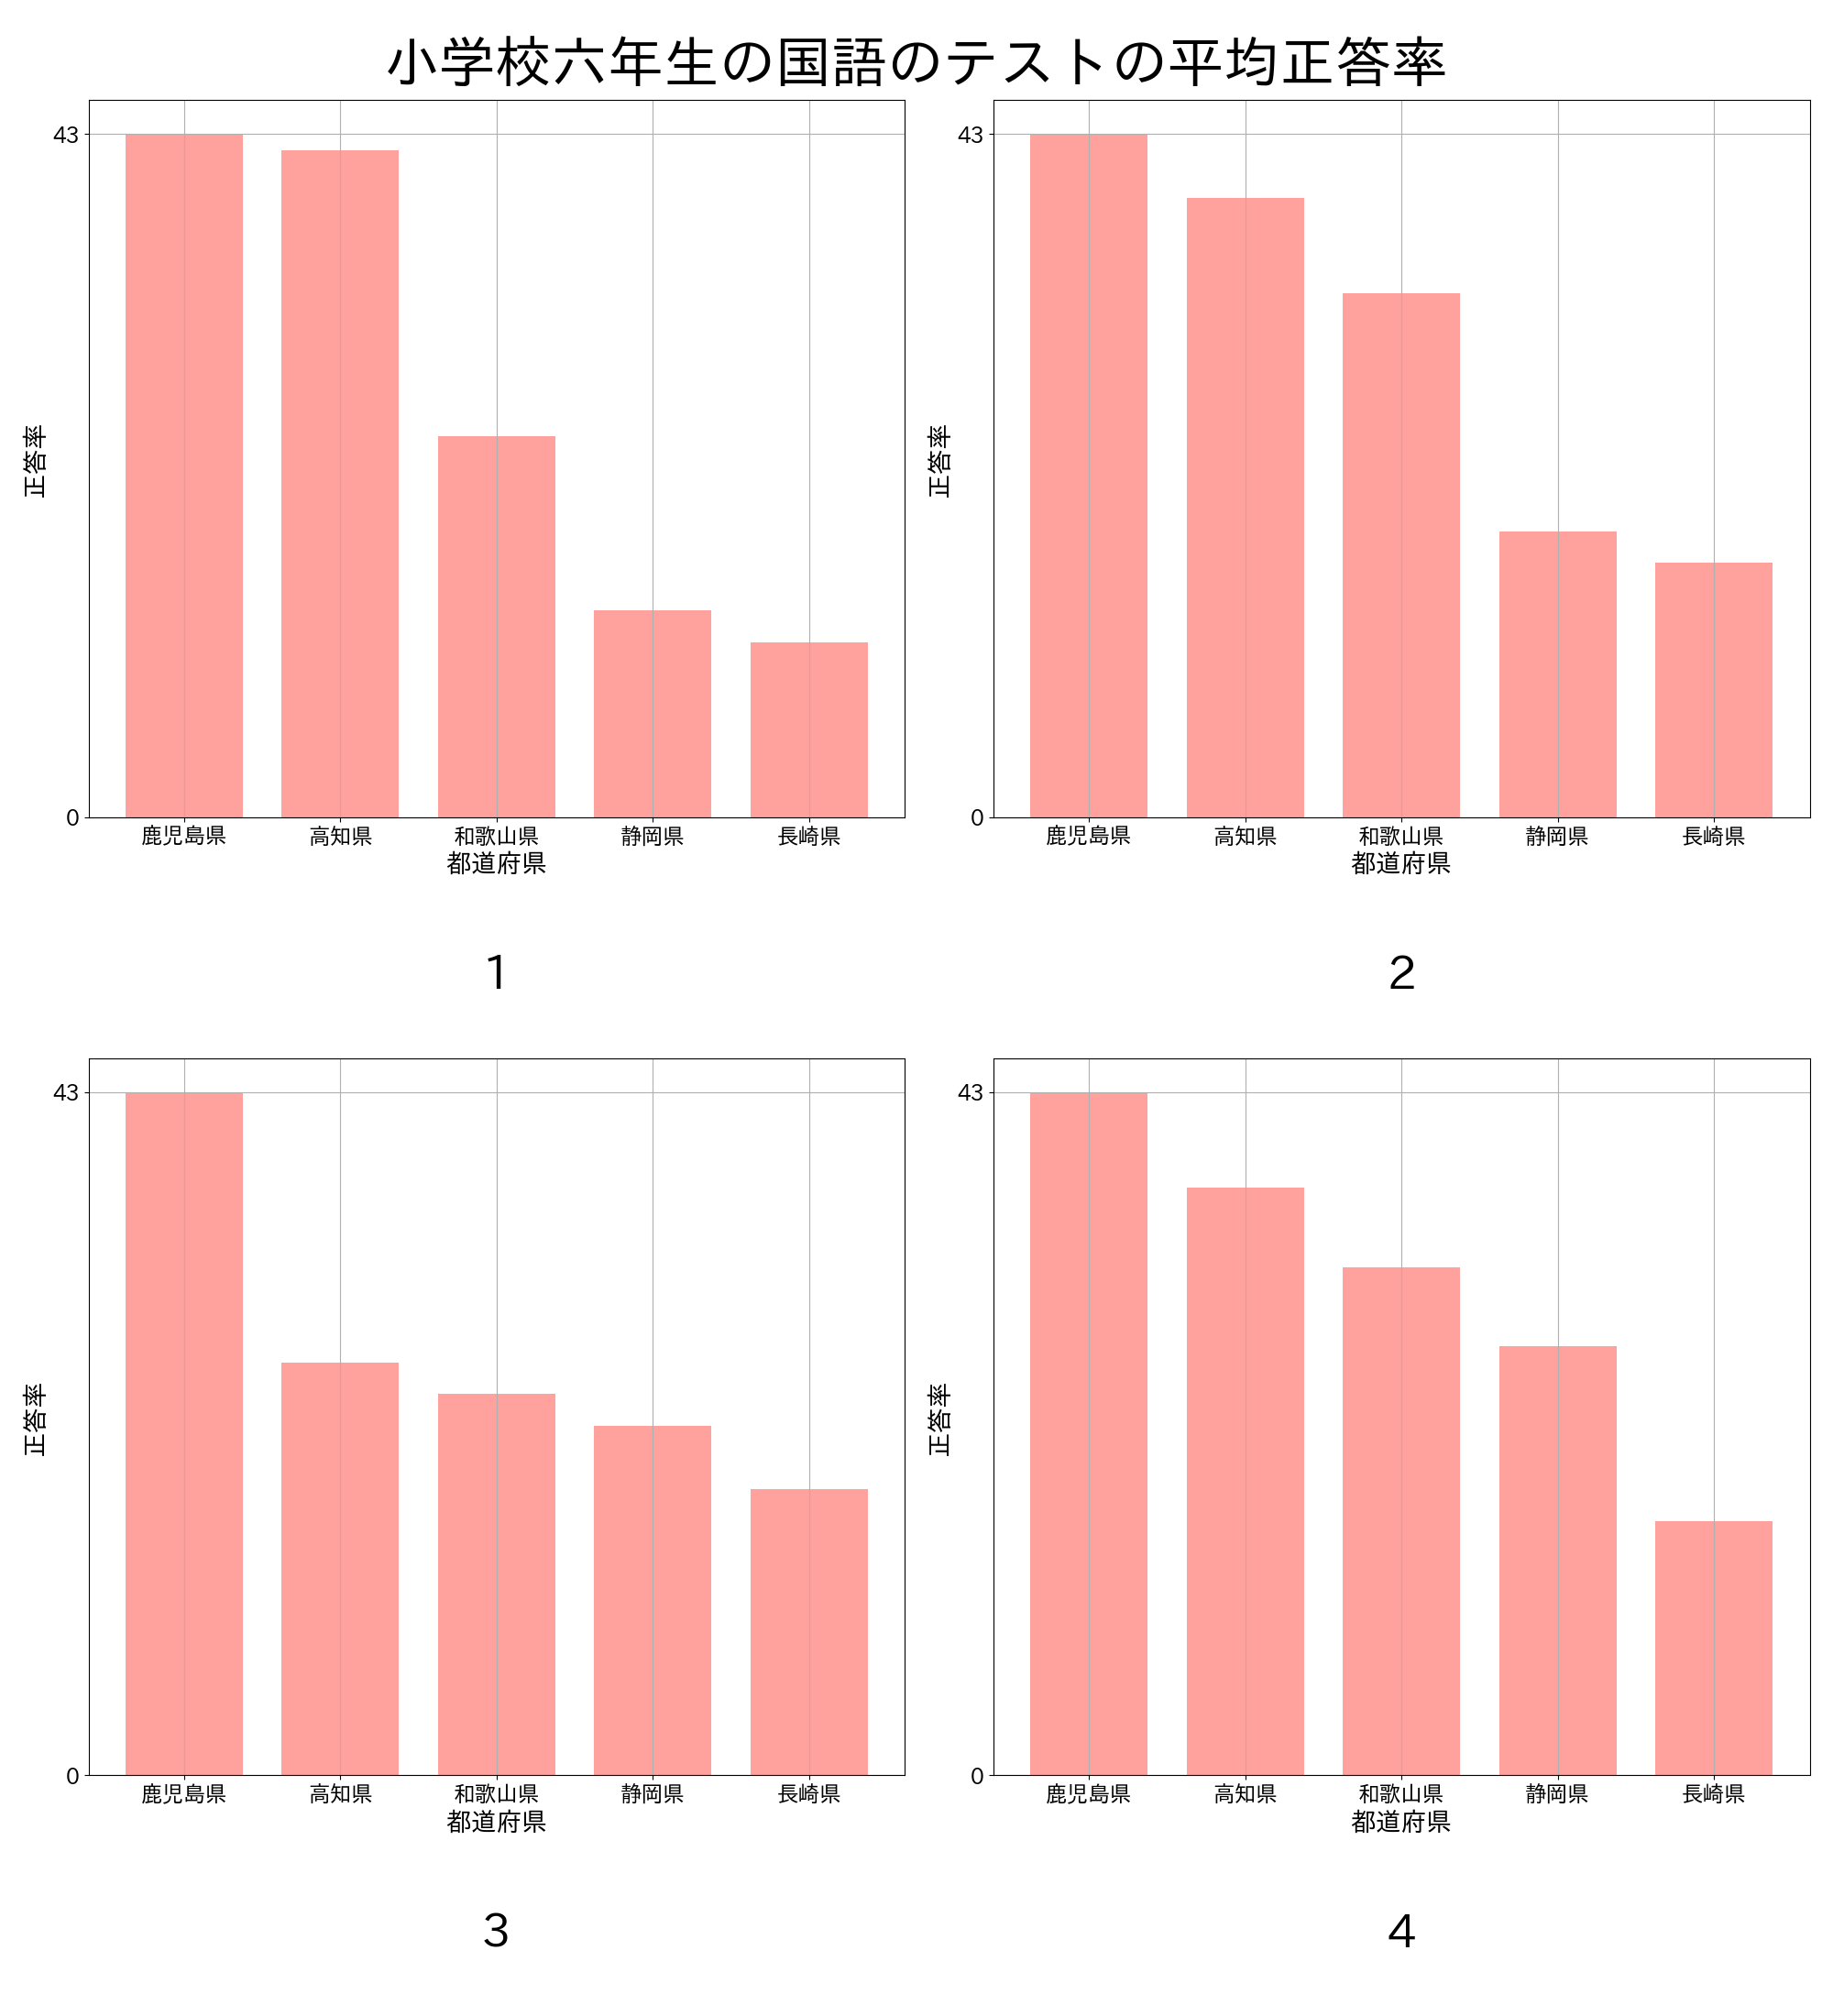 小学校六年生の国語のテストの平均正答率
43
0
正答率
鹿児島県 高知県 和歌山県 静岡県 長崎県
都道府県
1
43
0
正答率
鹿児島県 高知県 和歌山県 静岡県 長崎県
都道府県
2
43
0
正答率
鹿児島県 高知県 和歌山県 静岡県 長崎県
都道府県
3
43
0
正答率
鹿児島県 高知県 和歌山県 静岡県 長崎県
都道府県
4